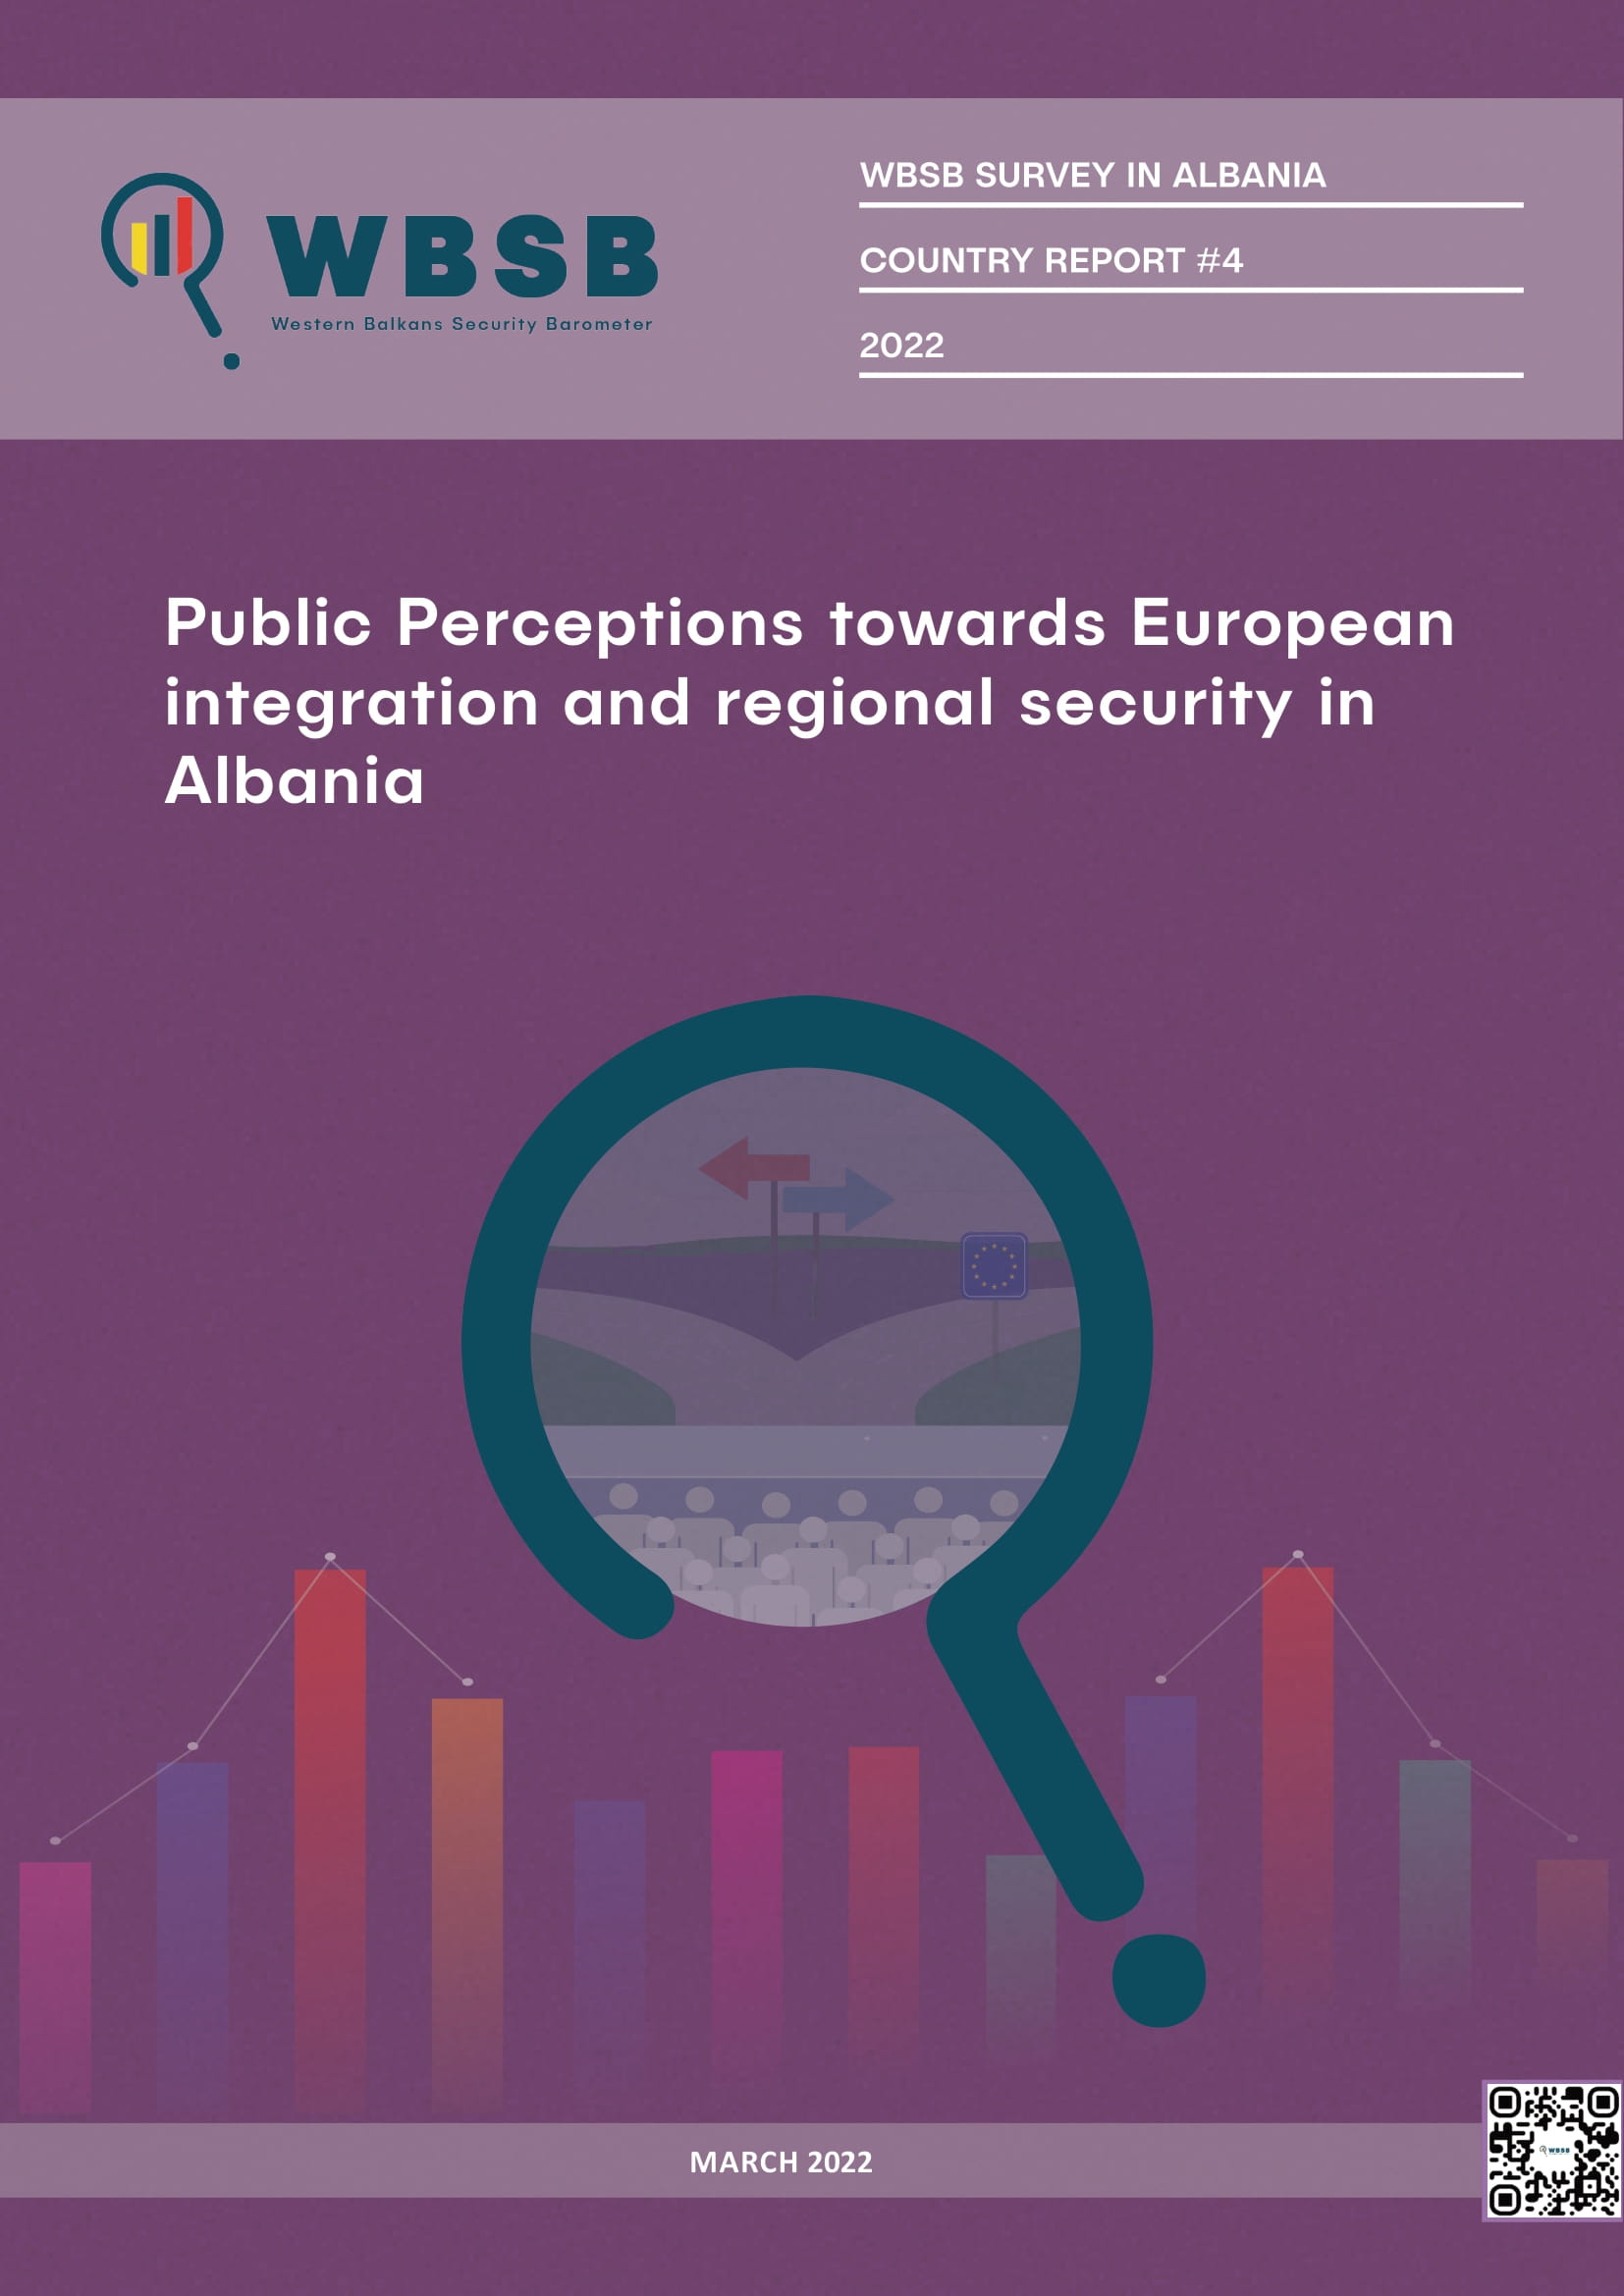 WBSB
Western Balkans Security Barometer
WBSB SURVEY IN ALBANIA
COUNTRY REPORT #4
2022
Public Perceptions towards European
integration and regional security in
Albania
MARCH 2022
WBSB